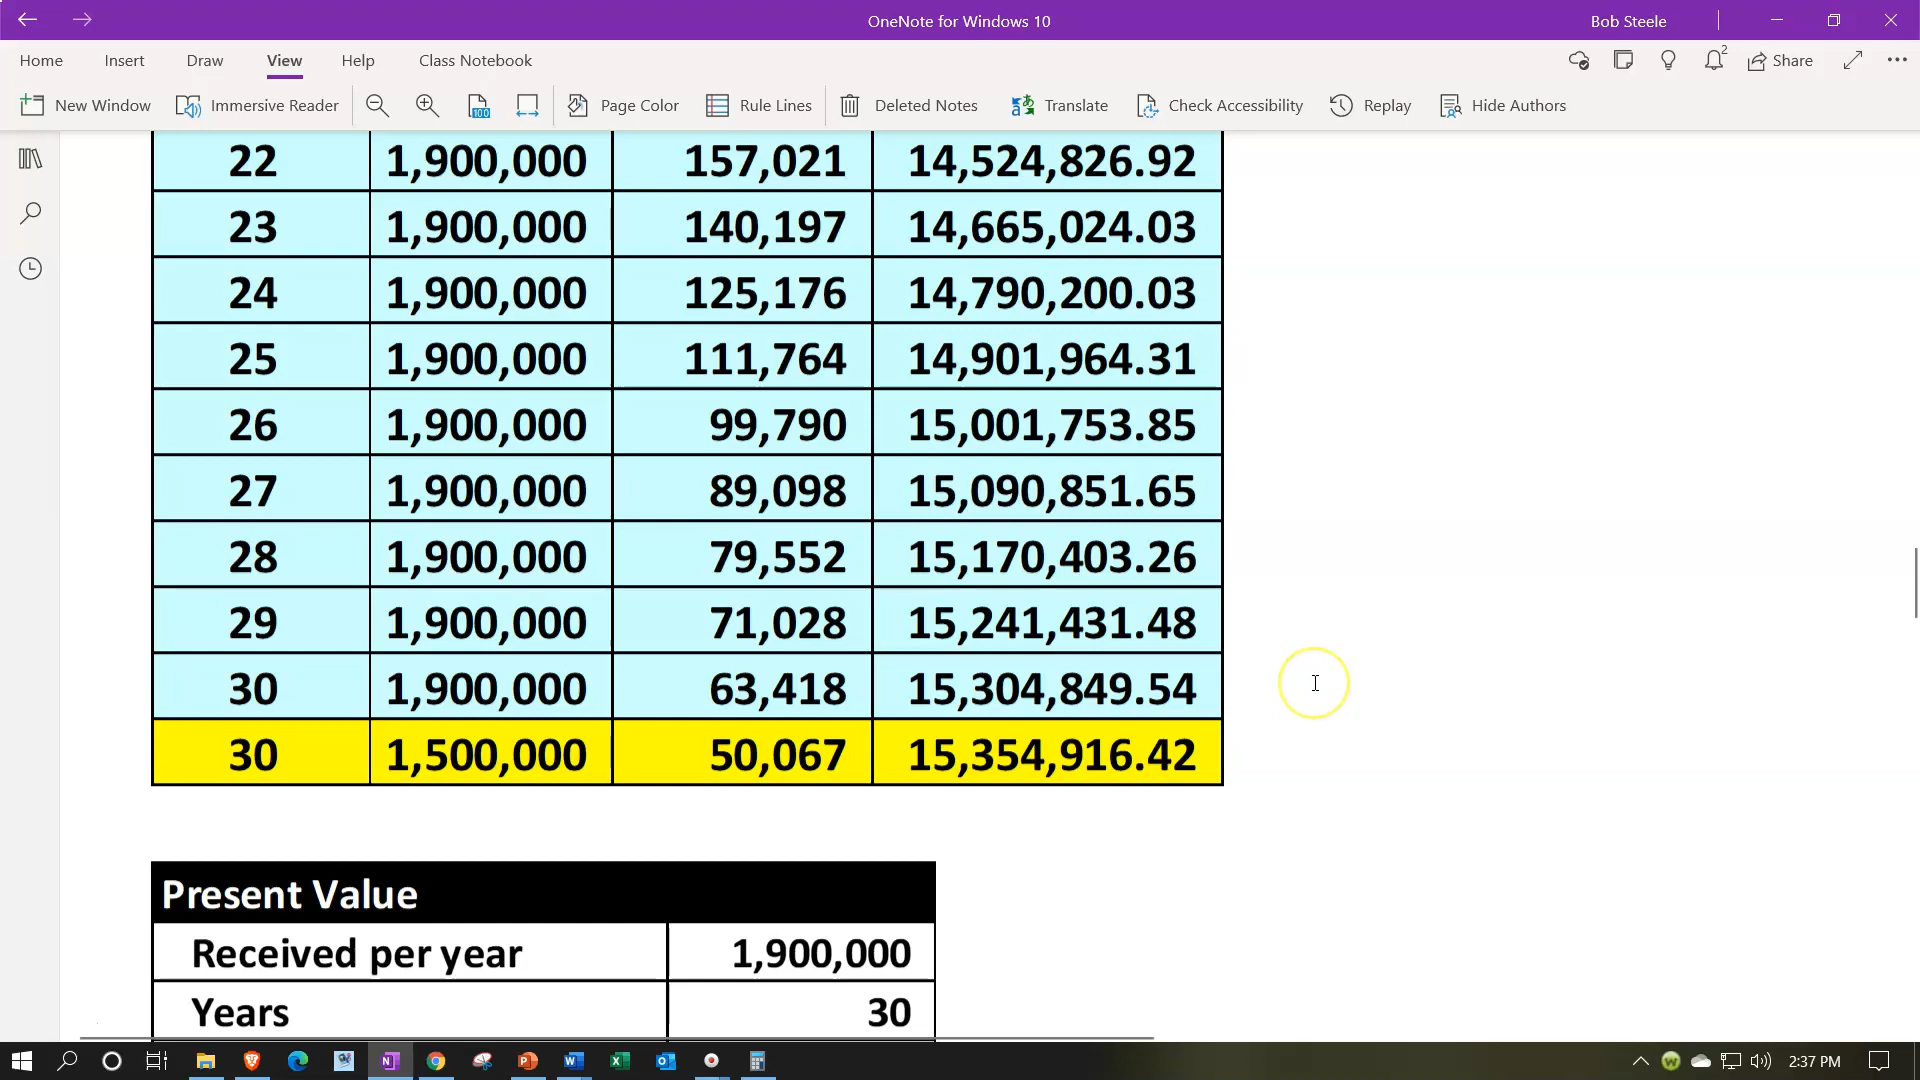 OneNote for Windows 10
Bob Steele
Home Insert Draw View Help Class Notebook
2
Share
New Window Immersive Reader 100 Page Color Rule Lines Deleted Notes Translate Check Accessibility Replay Hide Authors
22 1,900,000 157,021 14,524,826.92
23 1,900,000 140,197 14,665,024.03
24 1,900,000 125,176 14,790,200.03
25 1,900,000 111,764 14,901,964.31
26 1,900,000 99,790 15,001,753.85
27 1,900,000 89,098 15,090,851.65
28 1,900,000 79,552 15,170,403.26
29 1,900,000 71,028 15,241,431.48
30 1,900,000 63,418 15,304,849.54
30 1,500,000 50,067 15,354,916.42
Present Value
Received per year 1,900,000
Years 30
2:37 PM